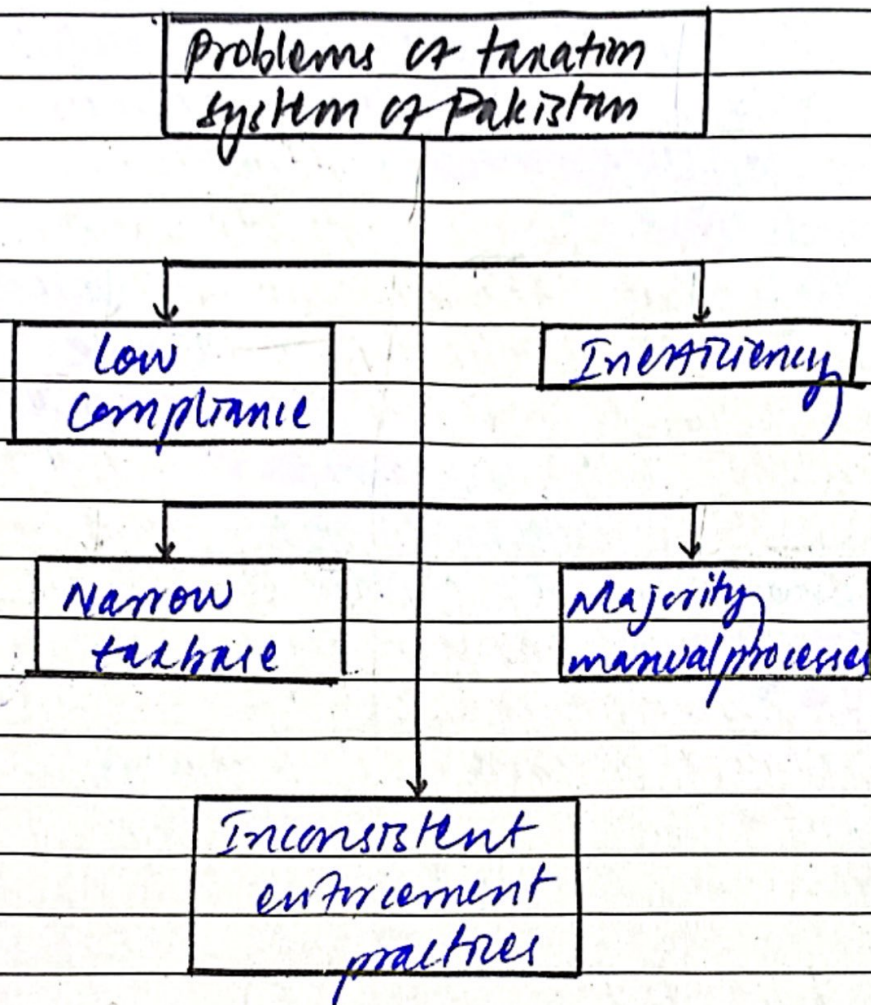 Problems of taxation
system of Pakistan
Low
Compliance
Inefficiency
Narrow
taxbase
Majority
manual processes
Inconsistent
enforcement
practices